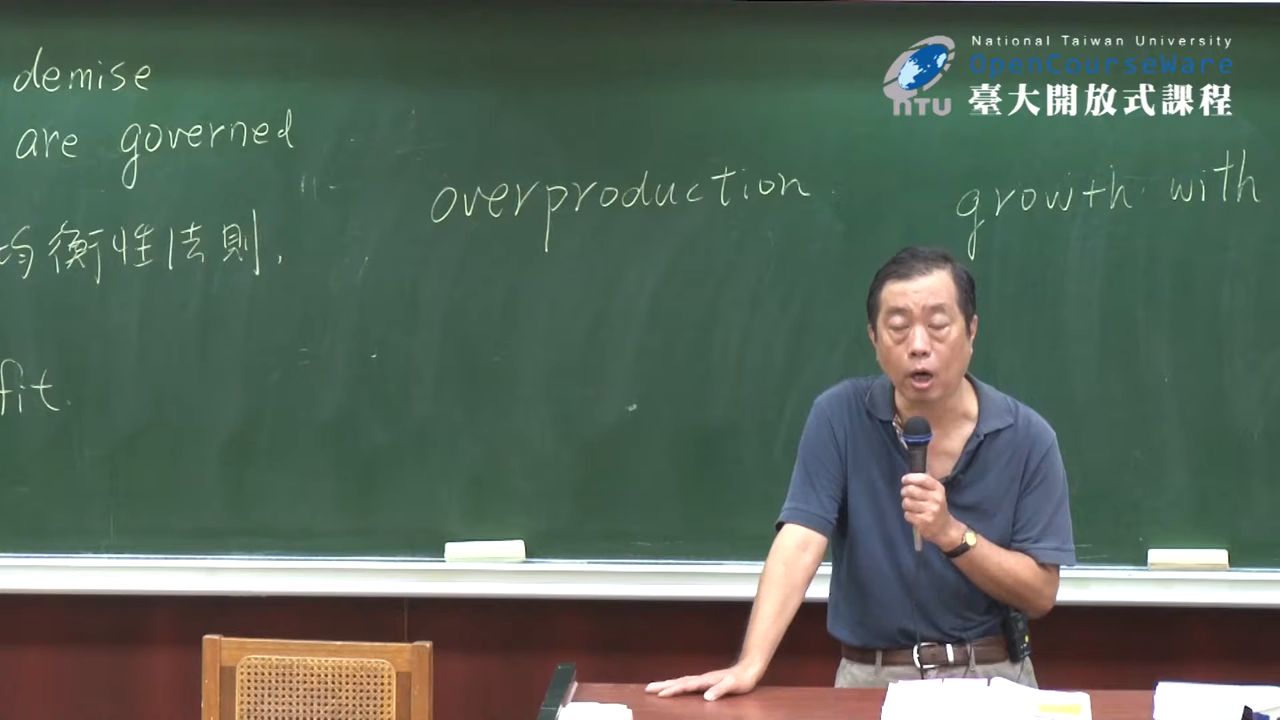 demise
are governed
均衡性法則,
fit.
overproduction
growth with
National Taiwan University
OpenCourseWare
臺大開放式課程
NTU